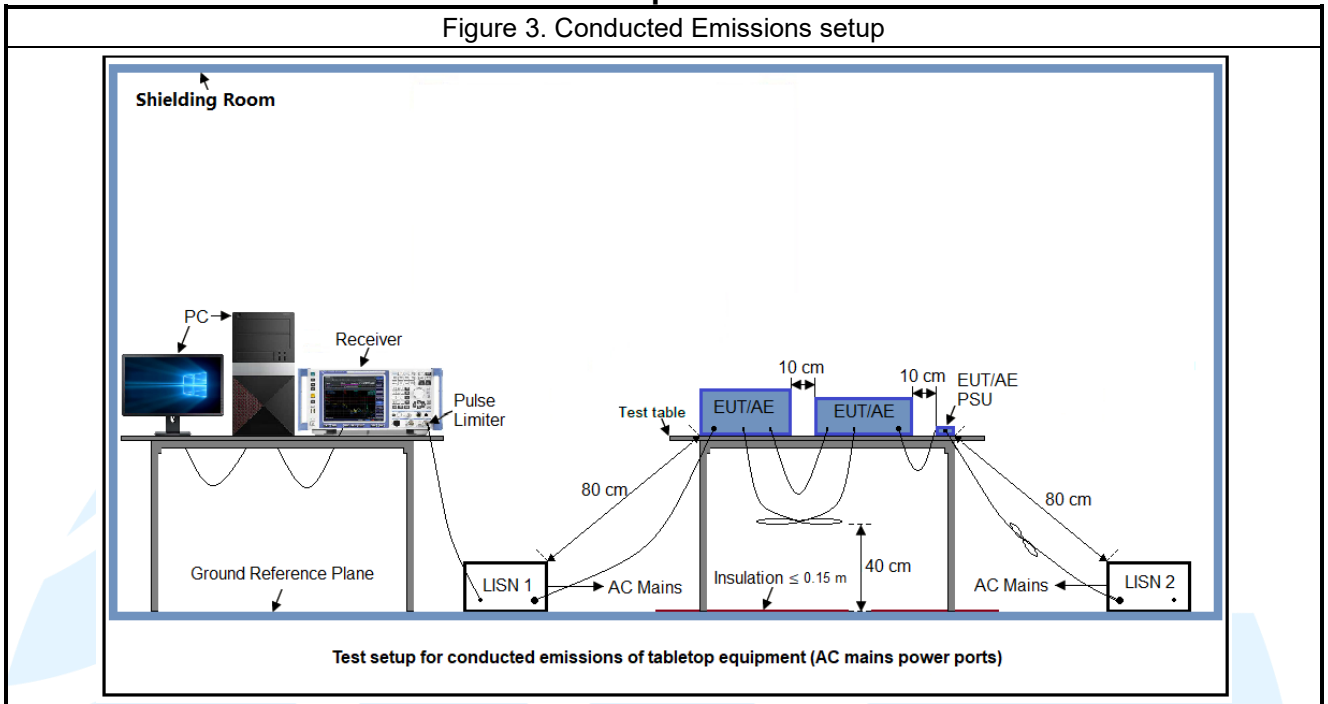 Figure 3. Conducted Emissions setup
Shielding Room
PC
Receiver
Pulse
Limiter
Test table
EUT/AE
10 cm
EUT/AE
10 cm
EUT/AE
PSU
80 cm
80 cm
40 cm
Ground Reference Plane
LISN 1
AC Mains
Insulation ≤ 0.15 m
AC Mains
LISN 2
Test setup for conducted emissions of tabletop equipment (AC mains power ports)